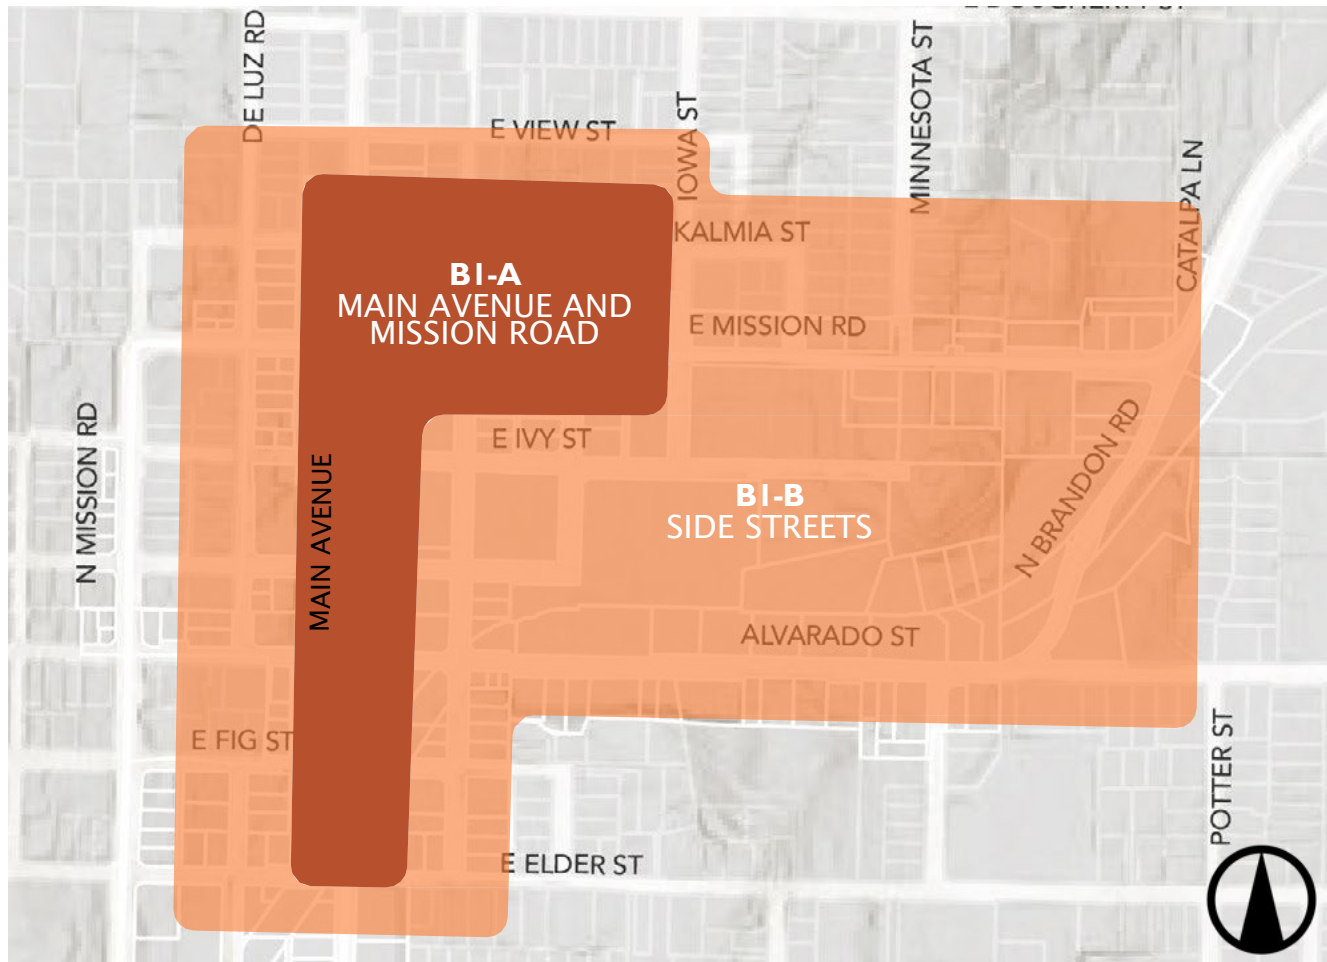 DE LUZ RD
E VIEW ST
IOWA ST
MINNESOTA ST
CATALPA LN
KALMIA ST
BI-A
MAIN AVENUE AND
MISSION ROAD
E MISSION RD
N MISSION RD
E IVY ST
MAIN AVENUE
BI-B
SIDE STREETS
N BRANDON RD
ALVARADO ST
E FIG ST
POTTER ST
E ELDER ST